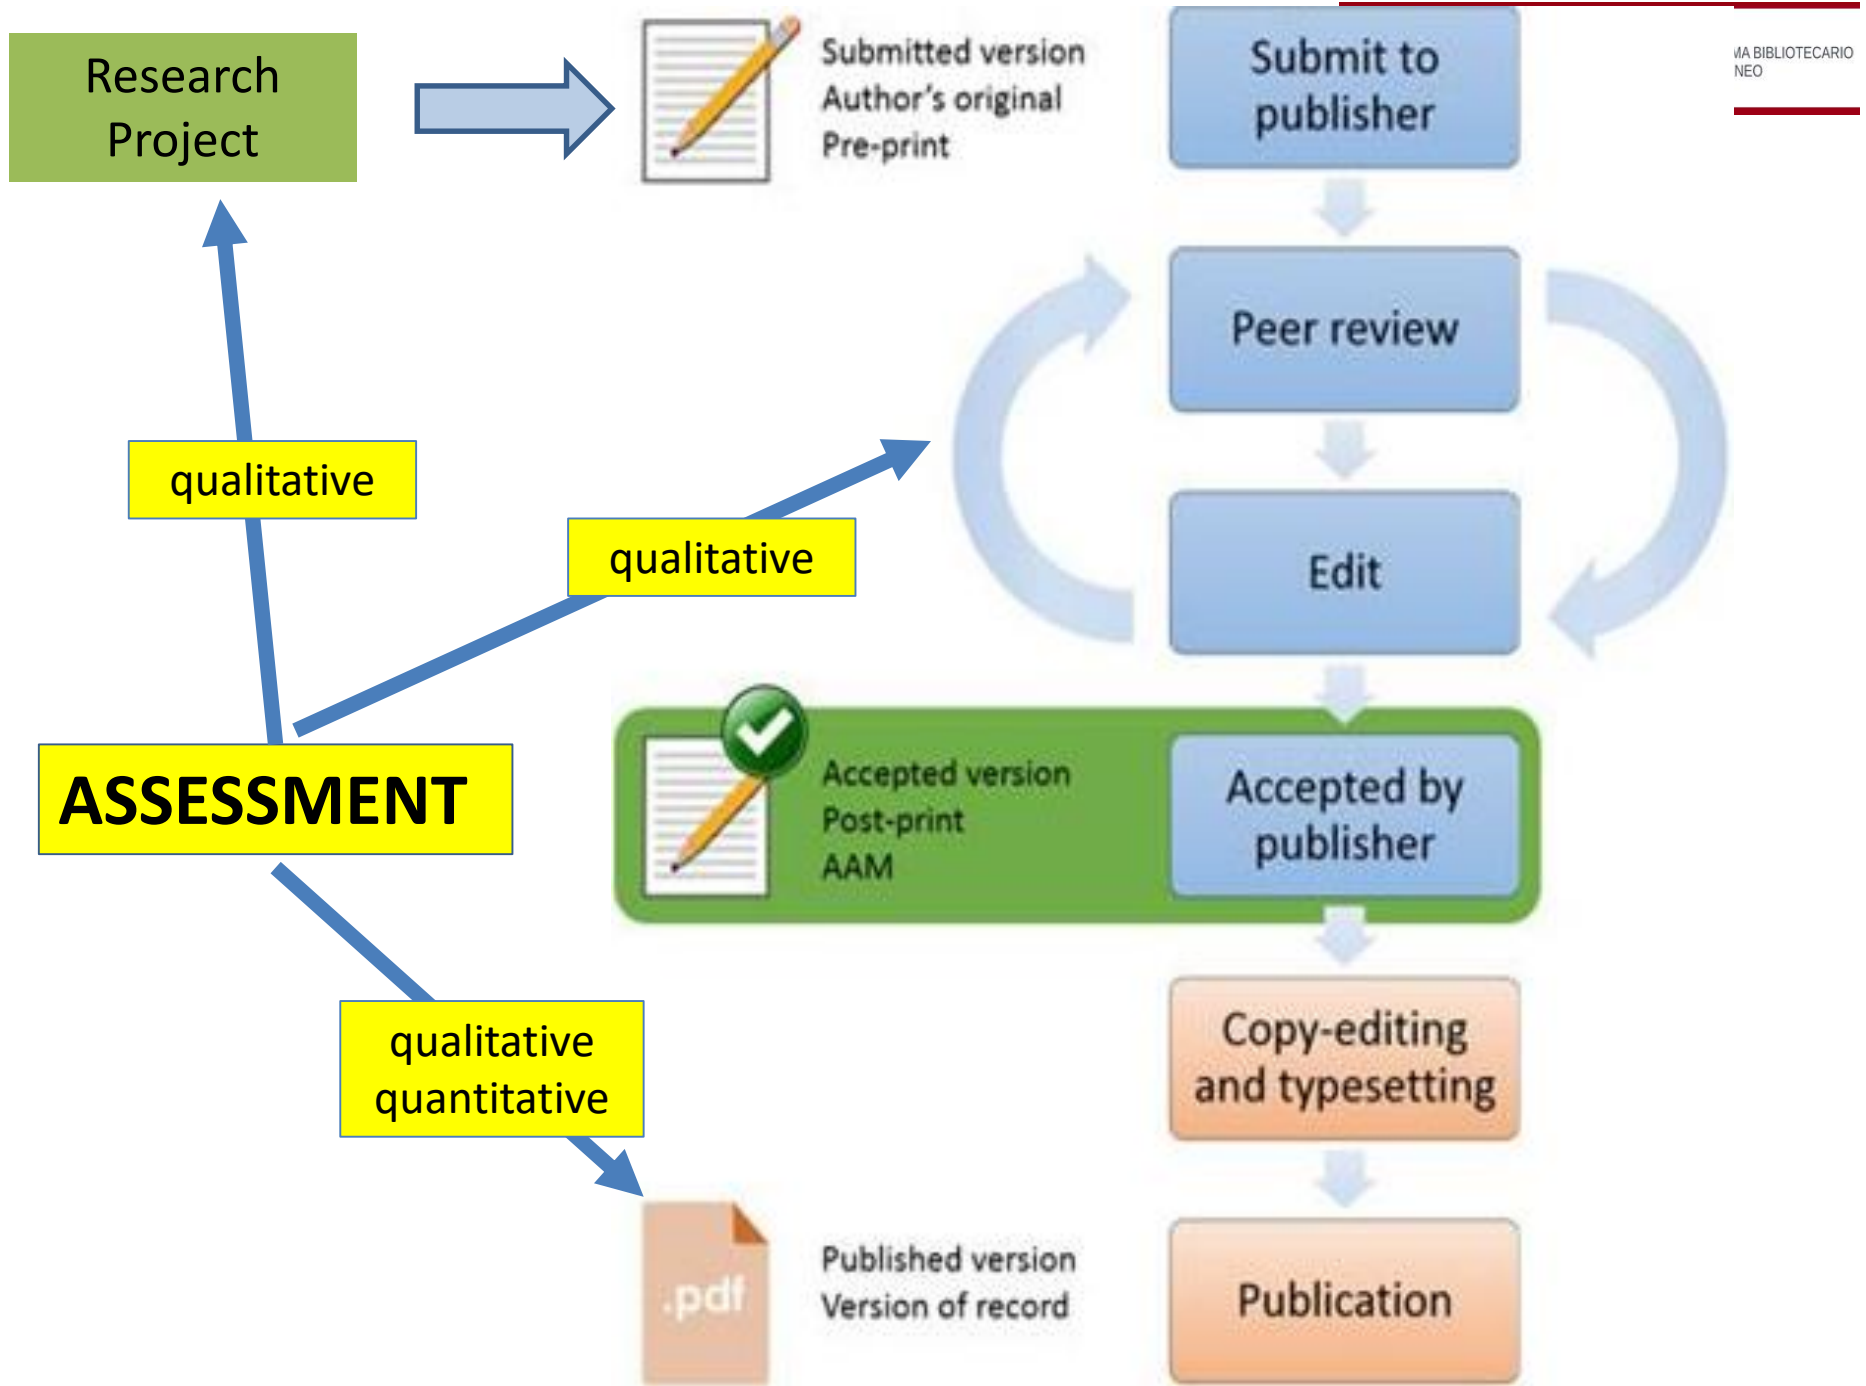 Research
Project
Submitted version
Author's original
Pre-print
Submit to
publisher
NEO
BIBLIOTECARIO
Peer review
qualitative
qualitative
Edit
ASSESSMENT
Accepted version
Post-print
AAM
Accepted by
publisher
qualitative
quantitative
Copy-editing
and typesetting
.pdf
Published version
Version of record
Publication